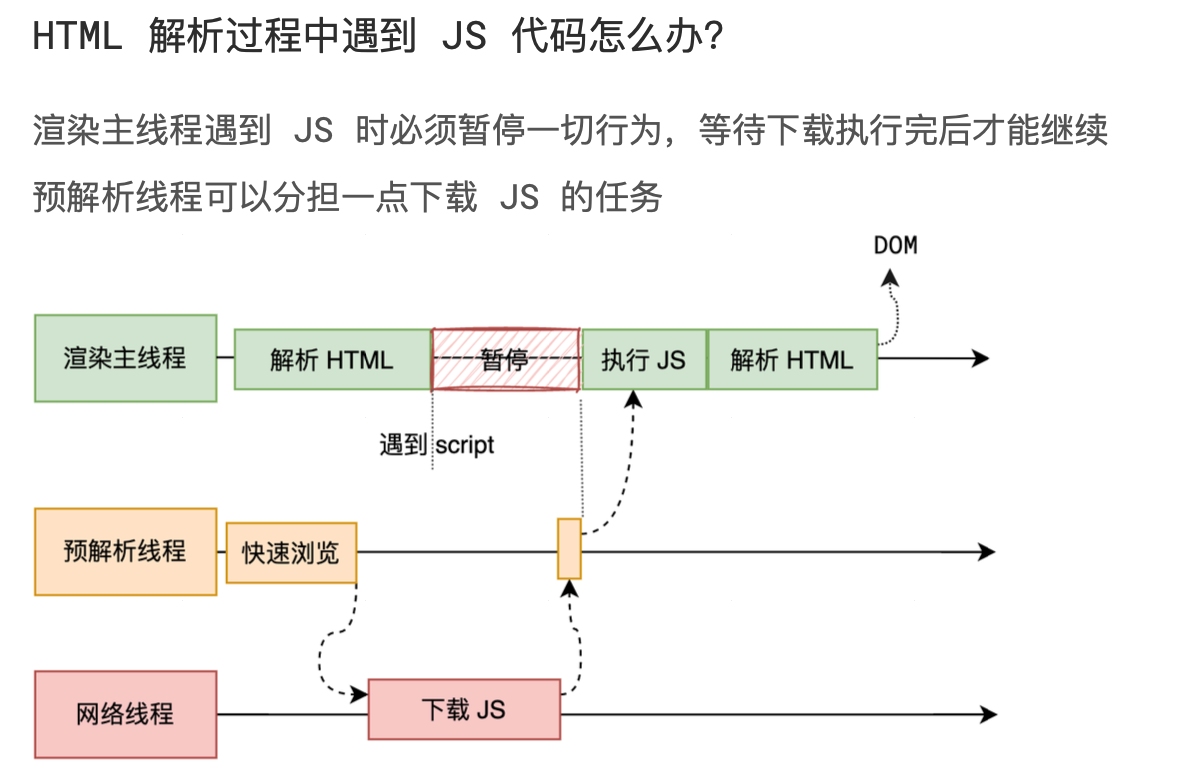 HTML 解析过程中遇到 JS 代码怎么办?
渲染主线程遇到 JS 时必须暂停一切行为，等待下载执行完后才能继续
预解析线程可以分担一点下载 JS 的任务
DOM
渲染主线程
解析 HTML
暂停
执行 JS
解析 HTML
遇到 script
预解析线程
快速浏览
网络线程
下载 JS